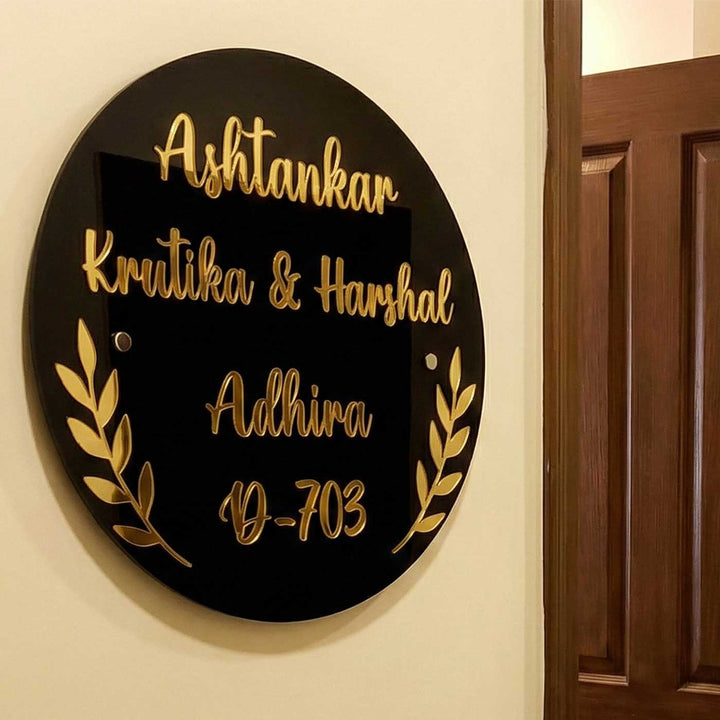 Ashtankar
Krutika & Harshal
Adhira
D-703